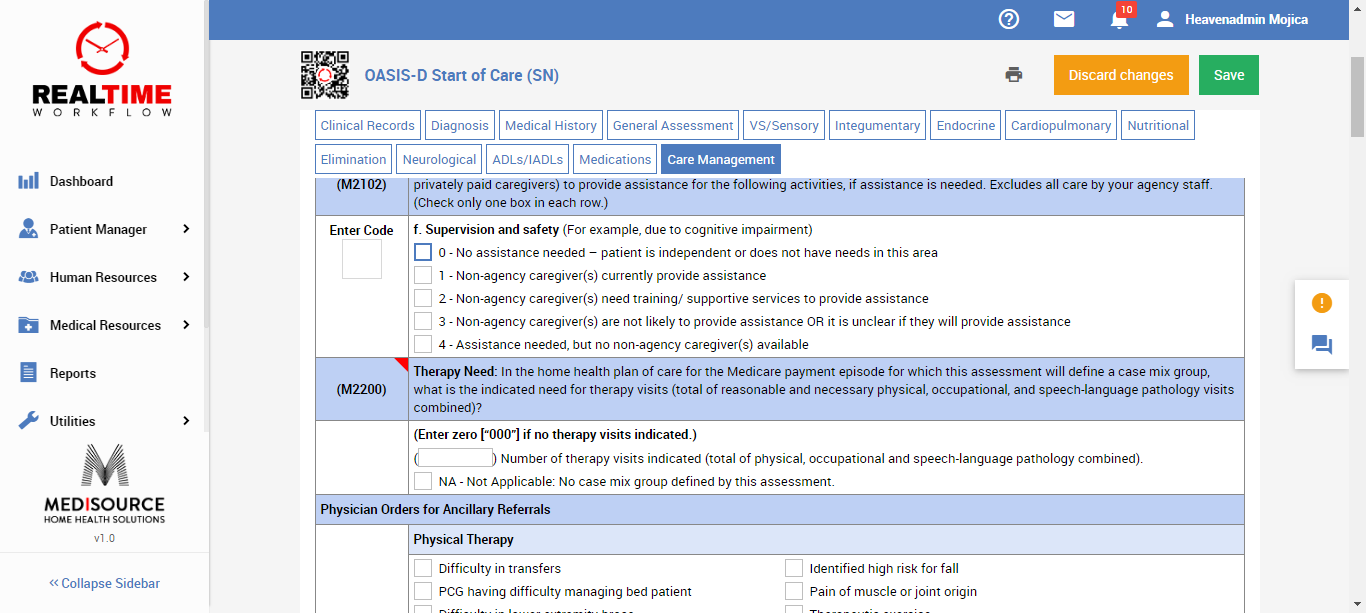 10
Heavenadmin Mojica
REALTIME
WORKFLOW
OASIS-D Start of Care (SN)
Discard changes
Save
Clinical Records
Diagnosis
Medical History
General Assessment
VS/Sensory
Integumentary
Endocrine
Cardiopulmonary
Nutritional
Elimination
Neurological
ADLs/IADLs
Medications
Care Management
Dashboard
Patient Manager
Human Resources
Medical Resources
Reports
Utilities
MEDISOURCE
HOME HEALTH SOLUTIONS
v1.0
Collapse Sidebar
(M2102)
privately paid caregivers) to provide assistance for the following activities, if assistance is needed. Excludes all care by your agency staff.
(Check only one box in each row.)
Enter Code
f. Supervision and safety (For example, due to cognitive impairment)
0 - No assistance needed – patient is independent or does not have needs in this area
1 - Non-agency caregiver(s) currently provide assistance
2 - Non-agency caregiver(s) need training/ supportive services to provide assistance
3 - Non-agency caregiver(s) are not likely to provide assistance OR it is unclear if they will provide assistance
4 - Assistance needed, but no non-agency caregiver(s) available
(M2200)
Therapy Need: In the home health plan of care for the Medicare payment episode for which this assessment will define a case mix group,
what is the indicated need for therapy visits (total of reasonable and necessary physical, occupational, and speech-language pathology visits
combined)?
(Enter zero ["000"] if no therapy visits indicated.)
( ) Number of therapy visits indicated (total of physical, occupational and speech-language pathology combined).
NA - Not Applicable: No case mix group defined by this assessment.
Physician Orders for Ancillary Referrals
Physical Therapy
Difficulty in transfers
Identified high risk for fall
PCG having difficulty managing bed patient
Pain of muscle or joint origin